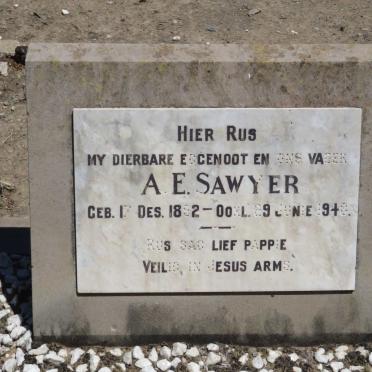 Hier Rus
My dierbare eggenoot en ons vader
A. E. Sawyer
Geb. 17 Des. 1892 – Oorl. 29 Junie
Rus sag lief pappie
Veilig in Jesus arms.